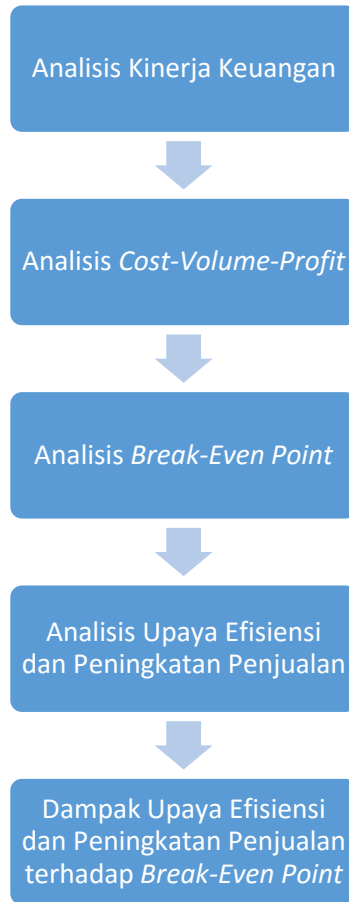 Analisis Kinerja Keuangan
Analisis Cost-Volume-Profit
Analisis Break-Even Point
Analisis Upaya Efisiensi
dan Peningkatan Penjualan
Dampak Upaya Efisiensi
dan Peningkatan Penjualan
terhadap Break-Even Point